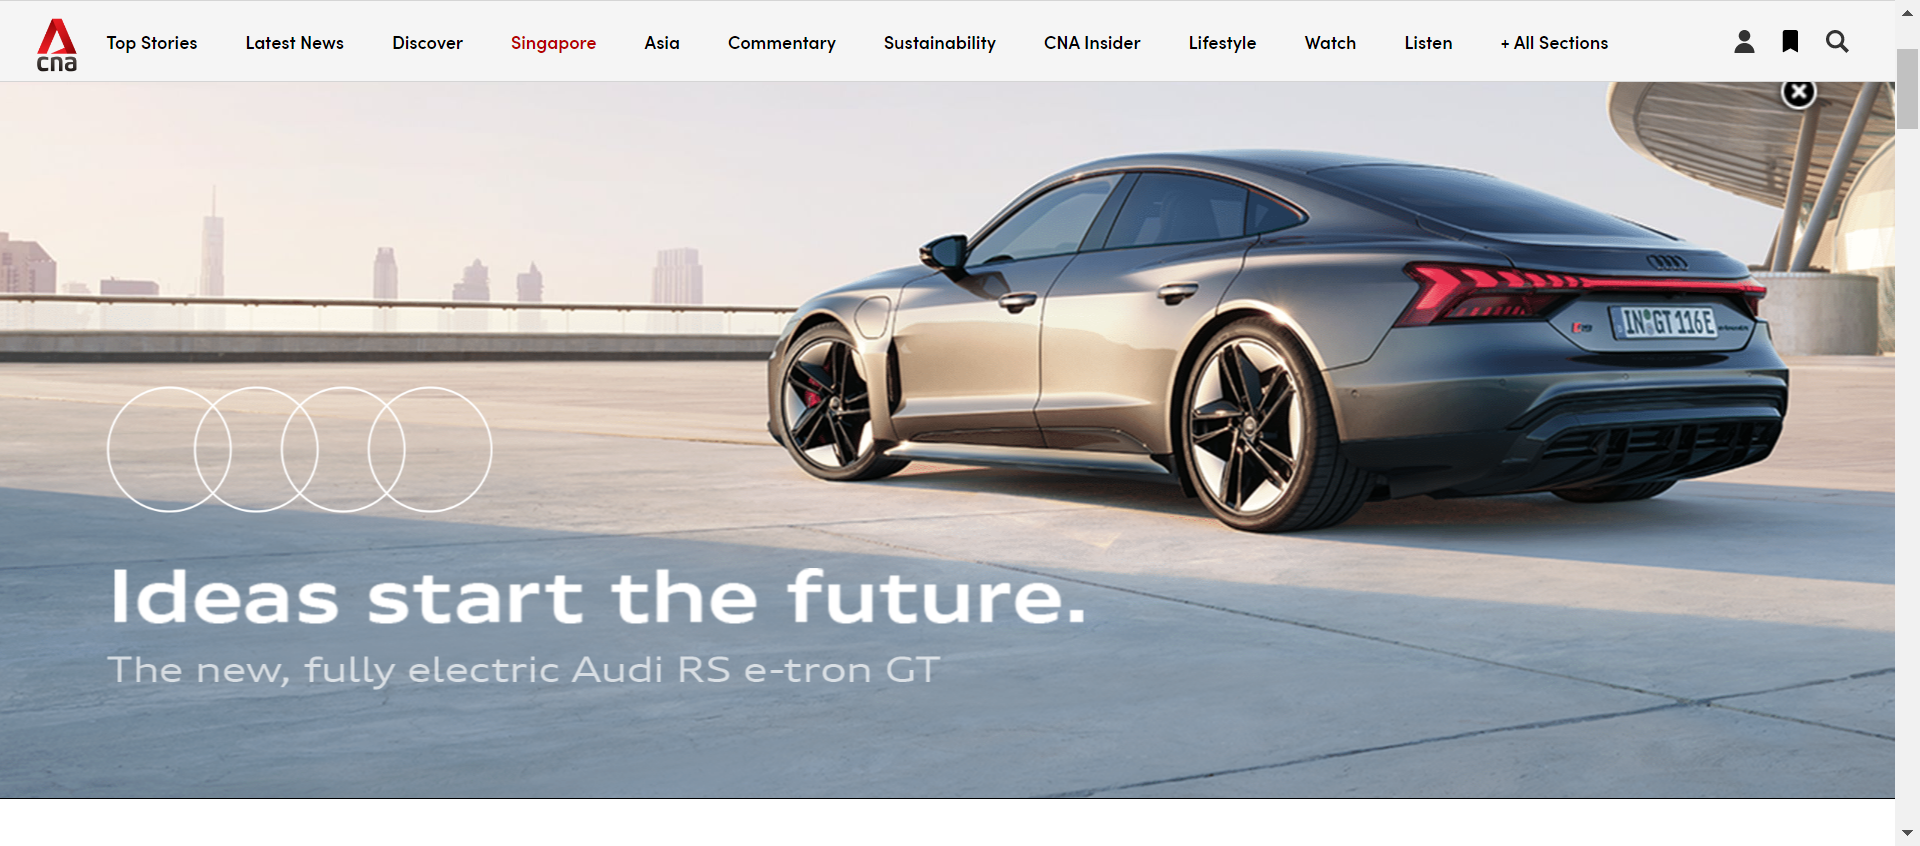 cna
Top Stories
Latest News
Discover
Singapore
Asia
Commentary
Sustainability
CNA Insider
Lifestyle
Watch
Listen
+ All Sections
IN GT 116E
Ideas start the future.
The new, fully electric Audi RS e-tron GT